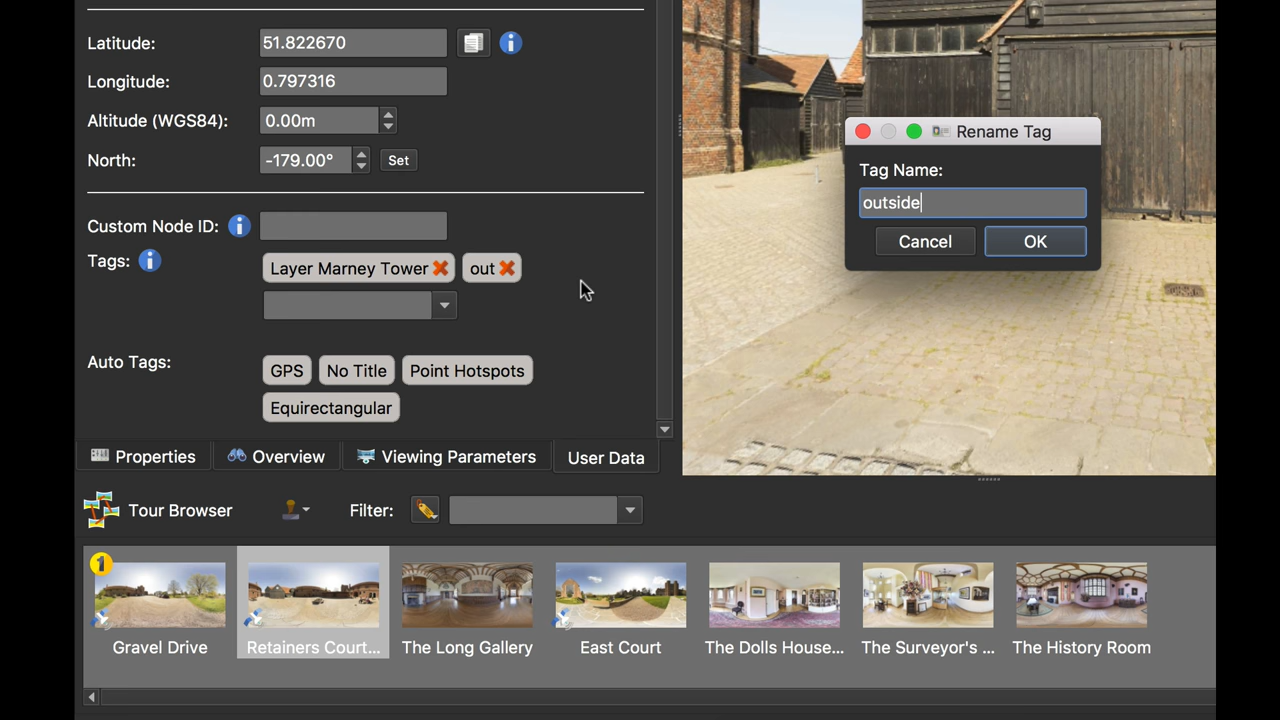 Latitude: 51.822670
Longitude: 0.797316
Altitude (WGS84): 0.00m
North: -179.00° Set
Custom Node ID:
Tags: Layer Marney Tower out
Auto Tags: GPS No Title Point Hotspots
Equirectangular
Rename Tag
Tag Name:
outside
Cancel OK
Properties Overview Viewing Parameters User Data
Tour Browser Filter:
1
Gravel Drive Retainers Court... The Long Gallery East Court The Dolls House... The Surveyor's ... The History Room